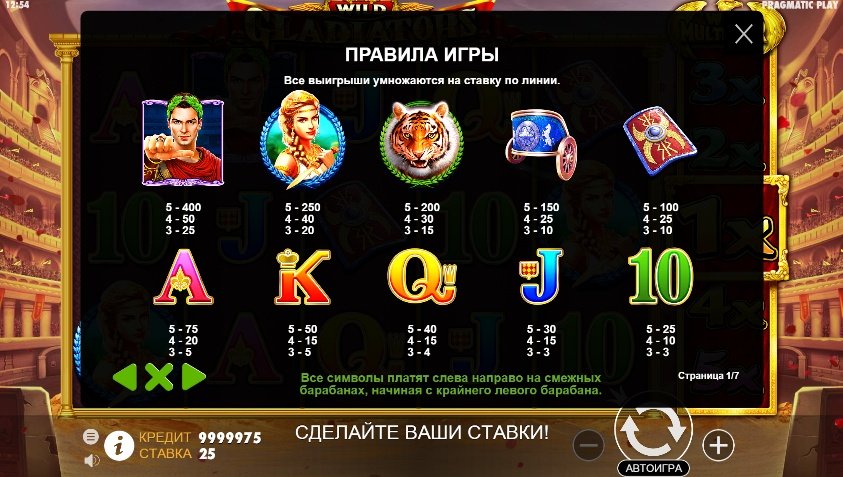 12:54
WILD
PRAGMATIC PLAY
GLADIATORS
ПРАВИЛА ИГРЫ
Все выигрыши умножаются на ставку по линии.
5 - 400 5 - 250 5 - 200 5 - 150 5 - 100
4 - 50 4 - 40 4 - 30 4 - 25 4 - 25
3 - 25 3 - 20 3 - 15 3 - 10 3 - 10
A K Q J 10
5 - 75 5 - 50 5 - 40 5 - 30 5 - 25
4 - 20 4 - 15 4 - 15 4 - 15 4 - 10
3 - 5 3 - 5 3 - 4 3 - 3 3 - 3
Все символы платят слева направо на смежных
барабанах, начиная с крайнего левого барабана.
Страница 1/7
КРЕДИТ 9999975
СТАВКА 25
СДЕЛАЙТЕ ВАШИ СТАВКИ!
АВТОИГРА